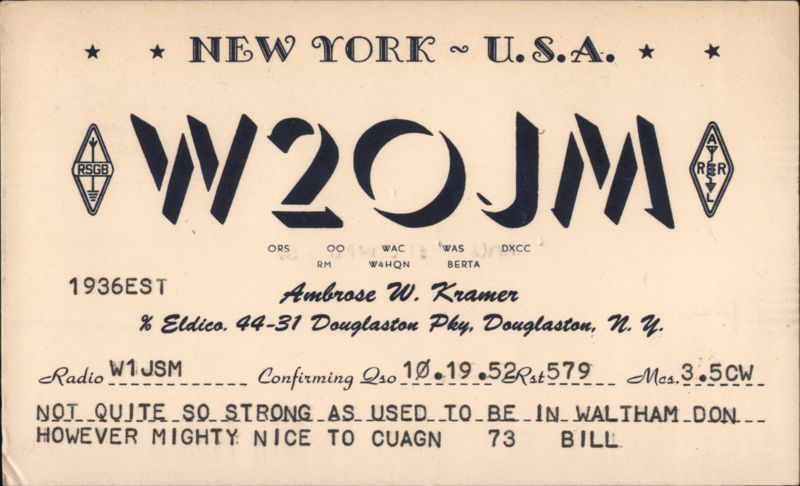 ★ ★ NEW YORK ~ U.S.A. ★ ★
W2OJM
RSGB
A R R L
ORS OO WAC WAS DXCC
RM W4HQN BERTA
1936EST
Ambrose W. Kramer
% Eldico, 44-31 Douglaston Pky, Douglaston, N. Y.
Radio W1JSM Confirming Qso 1Ø.19.52 Rst 579 Mcs. 3.5CW
NOT QUITE SO STRONG AS USED TO BE IN WALTHAM DON
HOWEVER MIGHTY NICE TO CUAGN 73 BILL